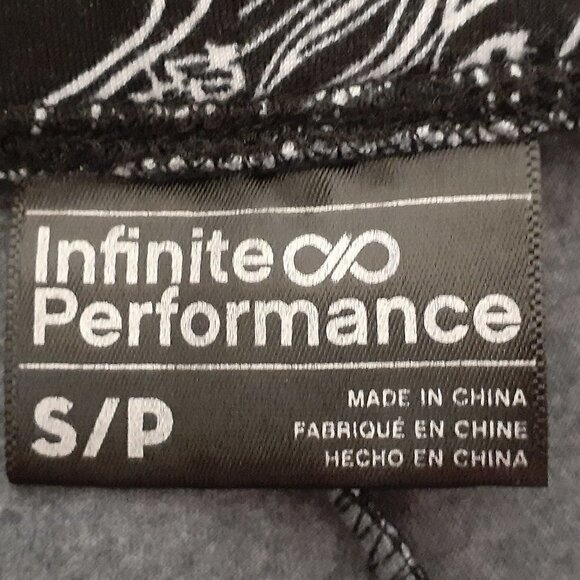 Infinite
Performance
S/P
MADE IN CHINA
FABRIQUÉ EN CHINE
HECHO EN CHINA